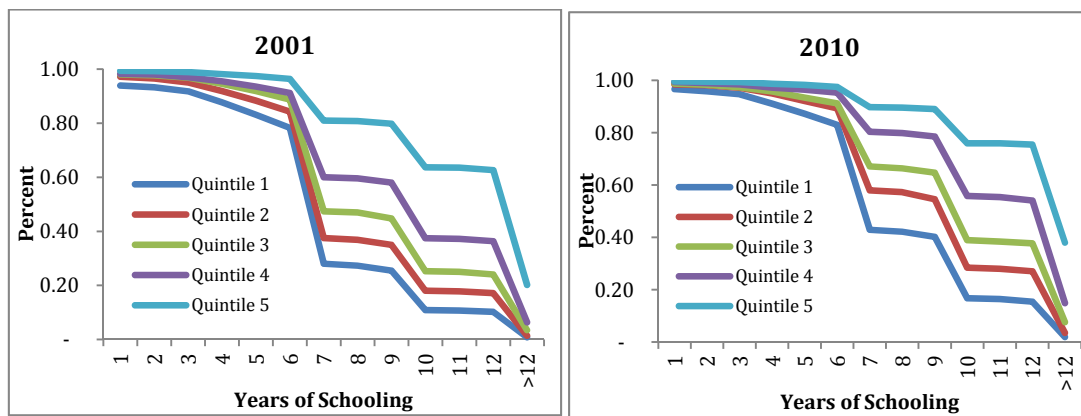 2001
1.00
0.80
0.60
0.40
0.20
-
Percent
Quintile 1
Quintile 2
Quintile 3
Quintile 4
Quintile 5
1 2 3 4 5 6 7 8 9 10 11 12 >12
Years of Schooling
2010
1.00
0.80
0.60
0.40
0.20
-
Percent
Quintile 1
Quintile 2
Quintile 3
Quintile 4
Quintile 5
1 2 3 4 5 6 7 8 9 10 11 12 >12
Years of Schooling